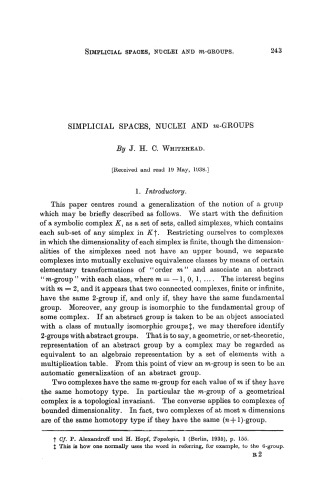 SIMPLICIAL SPACES, NUCLEI AND m-GROUPS. 243
SIMPLICIAL SPACES, NUCLEI AND m-GROUPS
By J. H. C. WHITEHEAD.
[Received and read 19 May, 1938.]
1. Introductory.
This paper centres round a generalization of the notion of a group
which may be briefly described as follows. We start with the definition
of a symbolic complex K, as a set of sets, called simplexes, which contains
each sub-set of any simplex in K†. Restricting ourselves to complexes
in which the dimensionality of each simplex is finite, though the dimension-
alities of the simplexes need not have an upper bound, we separate
complexes into mutually exclusive equivalence classes by means of certain
elementary transformations of "order m" and associate an abstract
"m-group" with each class, where m = −1, 0, 1, .... The interest begins
with m = 2, and it appears that two connected complexes, finite or infinite,
have the same 2-group if, and only if, they have the same fundamental
group. Moreover, any group is isomorphic to the fundamental group of
some complex. If an abstract group is taken to be an object associated
with a class of mutually isomorphic groups‡, we may therefore identify
2-groups with abstract groups. That is to say, a geometric, or set-theoretic,
representation of an abstract group by a complex may be regarded as
equivalent to an algebraic representation by a set of elements with a
multiplication table. From this point of view an m-group is seen to be an
automatic generalization of an abstract group.
Two complexes have the same m-group for each value of m if they have
the same homotopy type. In particular the m-group of a geometrical
complex is a topological invariant. The converse applies to complexes of
bounded dimensionality. In fact, two complexes of at most n dimensions
are of the same homotopy type if they have the same (n+1)-group.
† Cf. P. Alexandroff und H. Hopf, Topologie, 1 (Berlin, 1935), p. 155.
‡ This is how one normally uses the word in referring, for example, to the 6-group.
R 2